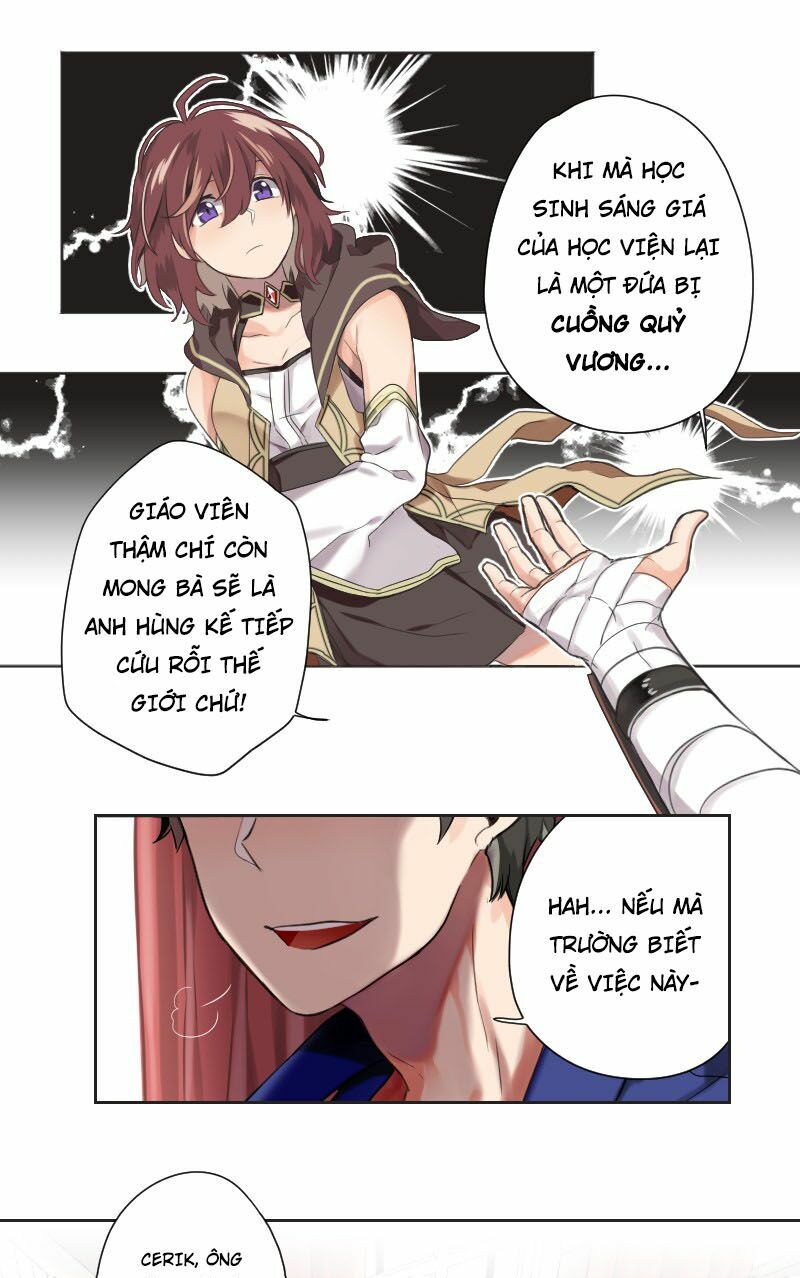 KHI MÀ HỌC
SINH SÁNG GIÁ
CỦA HỌC VIỆN LẠI
LÀ MỘT ĐỨA BỊ
CUỒNG QUỶ
VƯƠNG...
GIÁO VIÊN
THẬM CHÍ CÒN
MONG BÀ SẼ LÀ
ANH HÙNG KẾ TIẾP
CỨU RỖI THẾ
GIỚI CHỨ!
HAH... NẾU MÀ
TRƯỜNG BIẾT
VỀ VIỆC NÀY-
CERIK, ÔNG